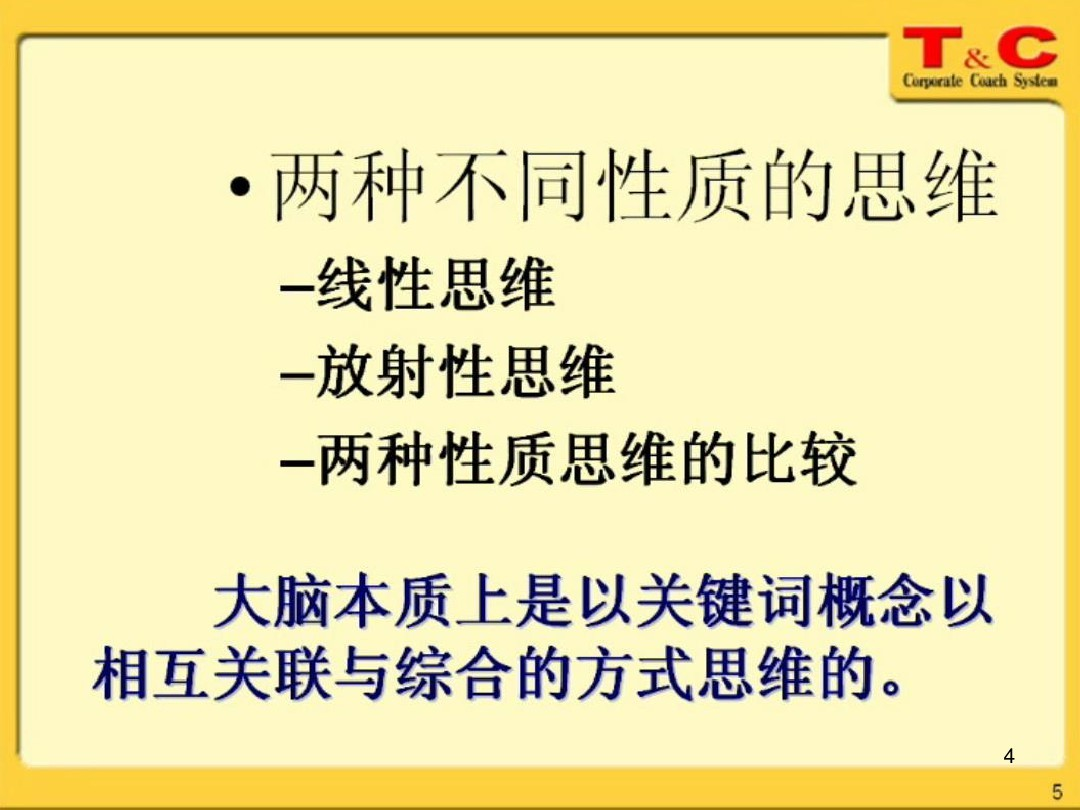 T & C
Corporate Coach System
• 两种不同性质的思维
–线性思维
–放射性思维
–两种性质思维的比较
大脑本质上是以关键词概念以
相互关联与综合的方式思维的。
4
5